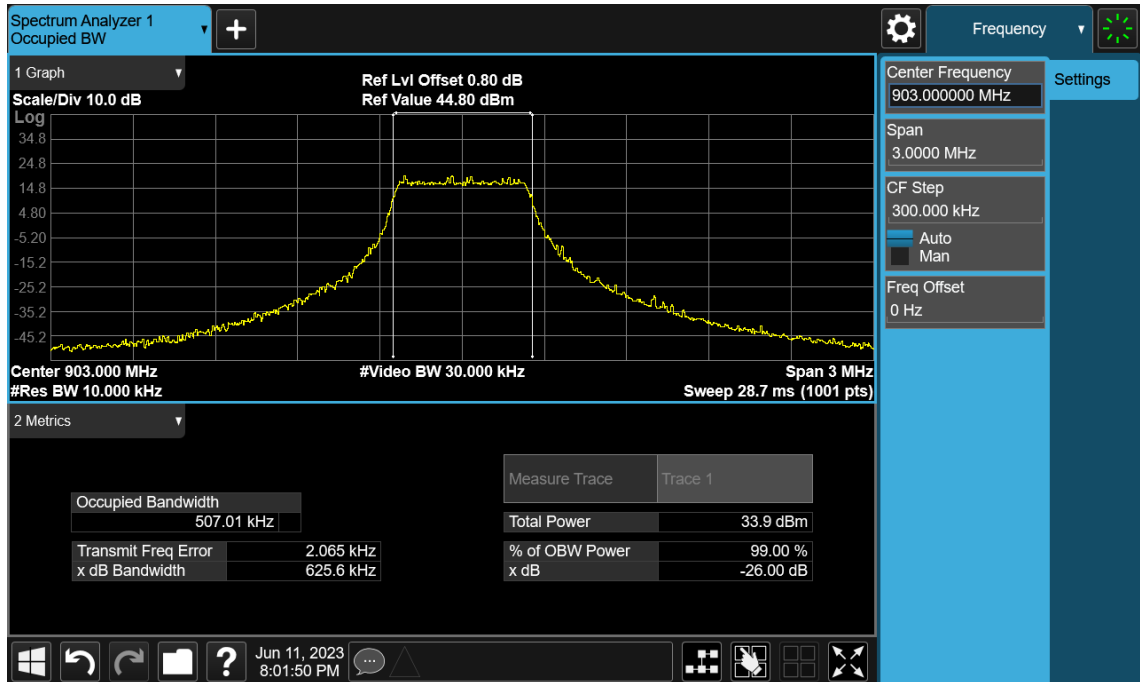 Spectrum Analyzer 1
Occupied BW
▼
+
Frequency ▼
1 Graph ▼
Ref Lvl Offset 0.80 dB
Scale/Div 10.0 dB
Ref Value 44.80 dBm
Log
34.8
24.8
14.8
4.80
-5.20
-15.2
-25.2
-35.2
-45.2
Center 903.000 MHz
#Video BW 30.000 kHz
Span 3 MHz
#Res BW 10.000 kHz
Sweep 28.7 ms (1001 pts)
Center Frequency
903.000000 MHz
Settings
Span
3.0000 MHz
CF Step
300.000 kHz
Auto
Man
Freq Offset
0 Hz
2 Metrics ▼
Measure Trace Trace 1
Occupied Bandwidth
507.01 kHz
Total Power 33.9 dBm
Transmit Freq Error 2.065 kHz
% of OBW Power 99.00 %
x dB Bandwidth 625.6 kHz
x dB -26.00 dB
?
Jun 11, 2023
8:01:50 PM
...